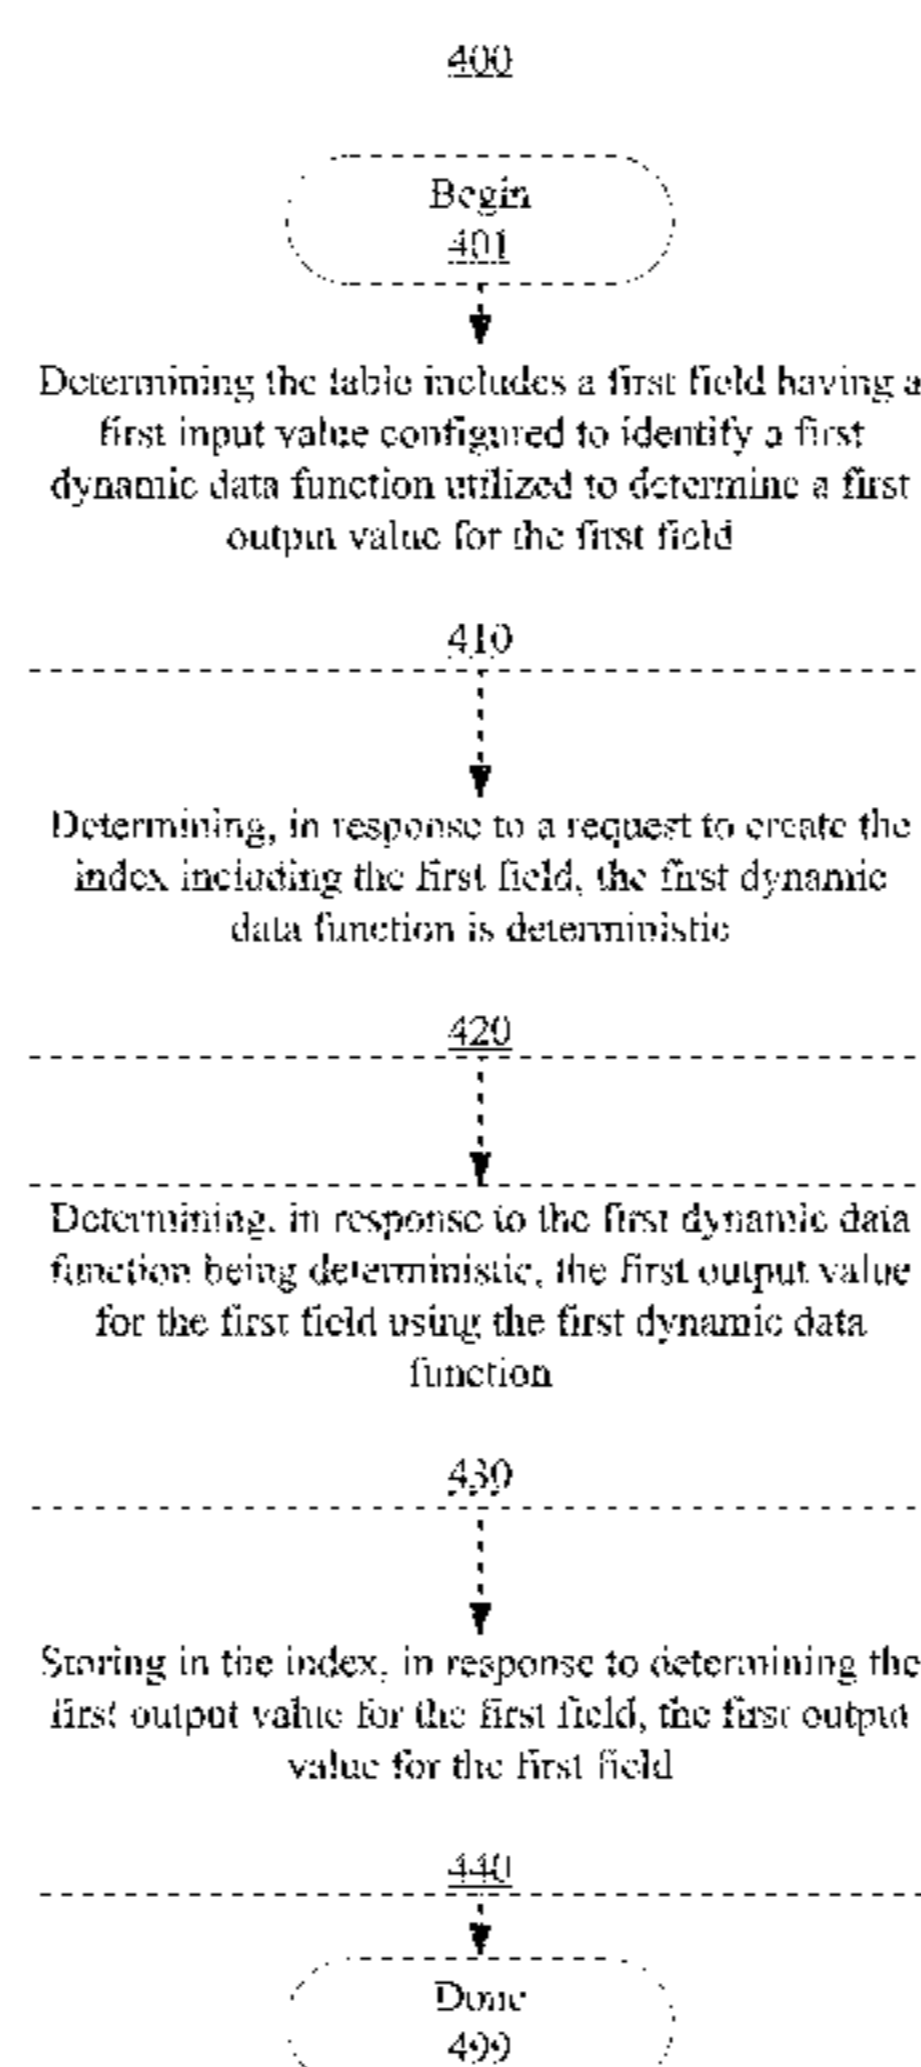 400
Begin
401
Determining the table includes a first field having a
first input value configured to identify a first
dynamic data function utilized to determine a first
output value for the first field
410
Determining, in response to a request to create the
index including the first field, the first dynamic
data function is deterministic
420
Determining, in response to the first dynamic data
function being deterministic, the first output value
for the first field using the first dynamic data
function
430
Storing in the index, in response to determining the
first output value for the first field, the first output
value for the first field
440
Done
499